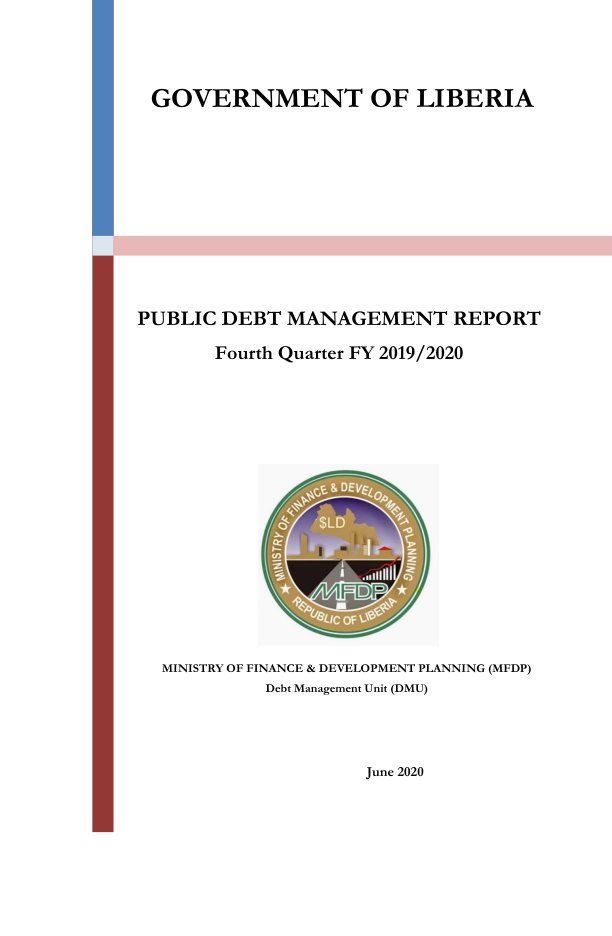 GOVERNMENT OF LIBERIA
PUBLIC DEBT MANAGEMENT REPORT
Fourth Quarter FY 2019/2020
MINISTRY OF FINANCE & DEVELOPMENT PLANNING
$LD
MFDP
REPUBLIC OF LIBERIA
MINISTRY OF FINANCE & DEVELOPMENT PLANNING (MFDP)
Debt Management Unit (DMU)
June 2020